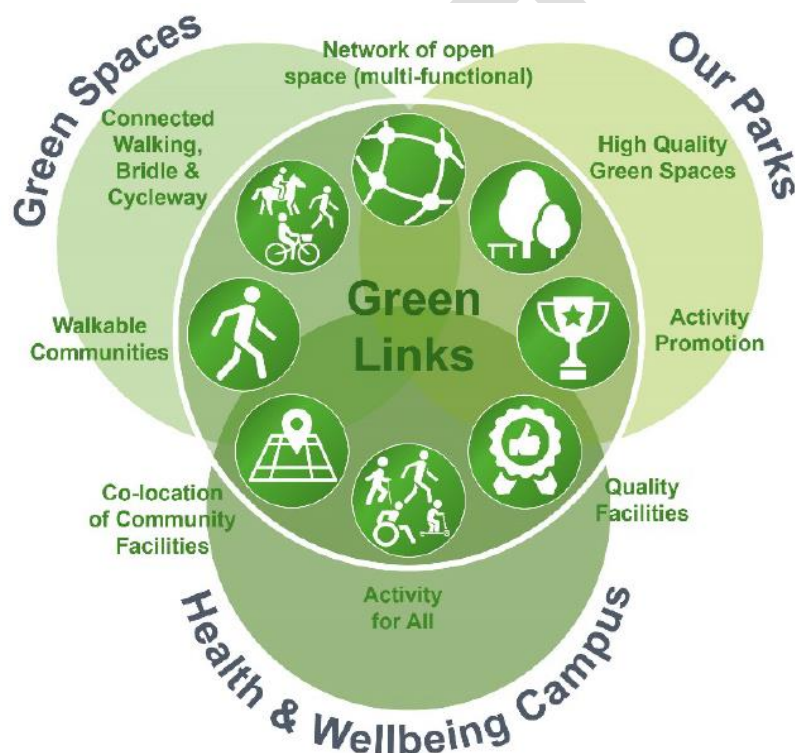 Green Spaces
Our Parks
Network of open
space (multi-functional)
Connected
Walking,
Bridle &
Cycleway
High Quality
Green Spaces
Green
Links
Walkable
Communities
Activity
Promotion
Co-location
of Community
Facilities
Quality
Facilities
Activity
for All
Health & Wellbeing Campus